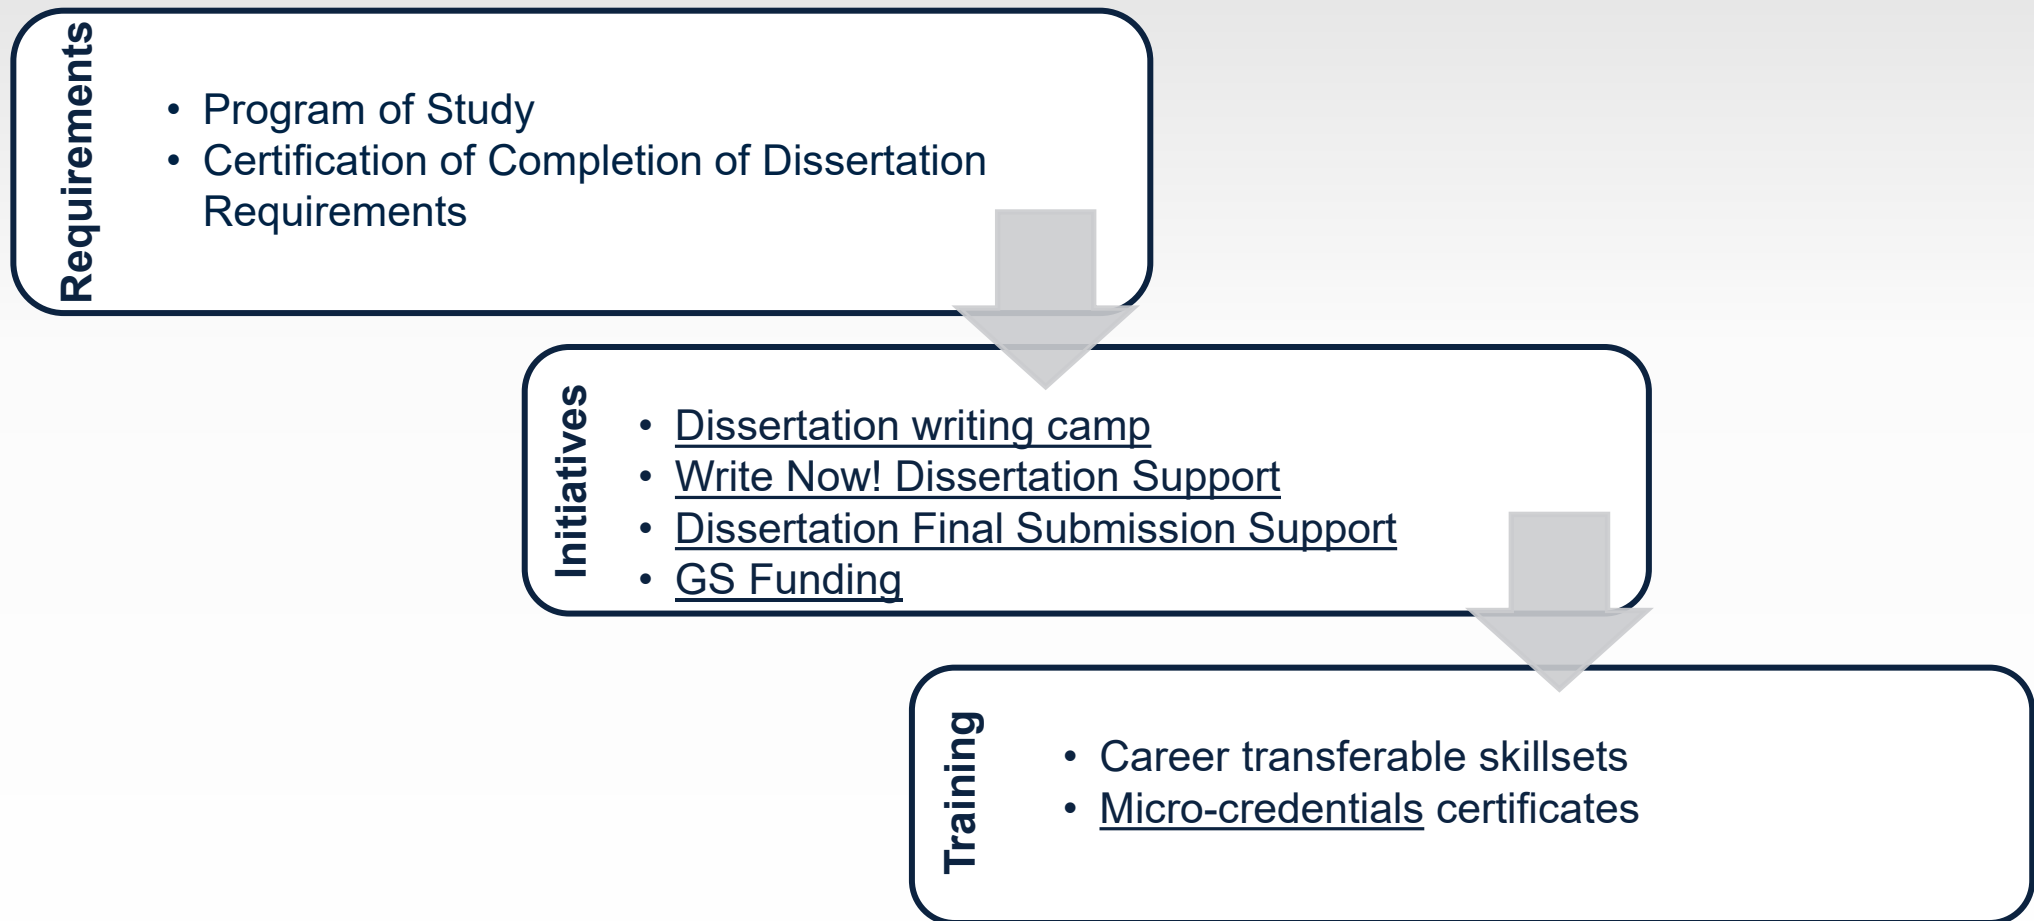 Requirements
• Program of Study
• Certification of Completion of Dissertation
Requirements
Initiatives
• Dissertation writing camp
• Write Now! Dissertation Support
• Dissertation Final Submission Support
• GS Funding
Training
• Career transferable skillsets
• Micro-credentials certificates